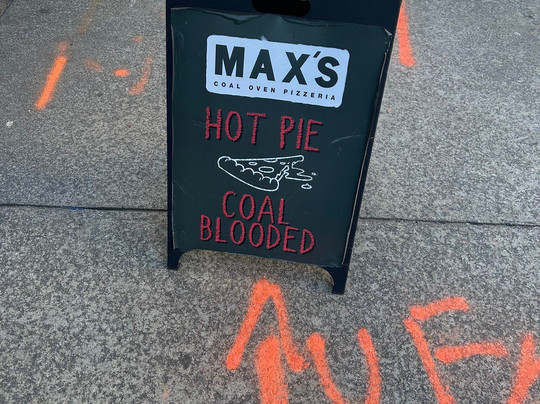 MAX'S
COAL OVEN PIZZERIA
HOT PIE
COAL
BLOODED